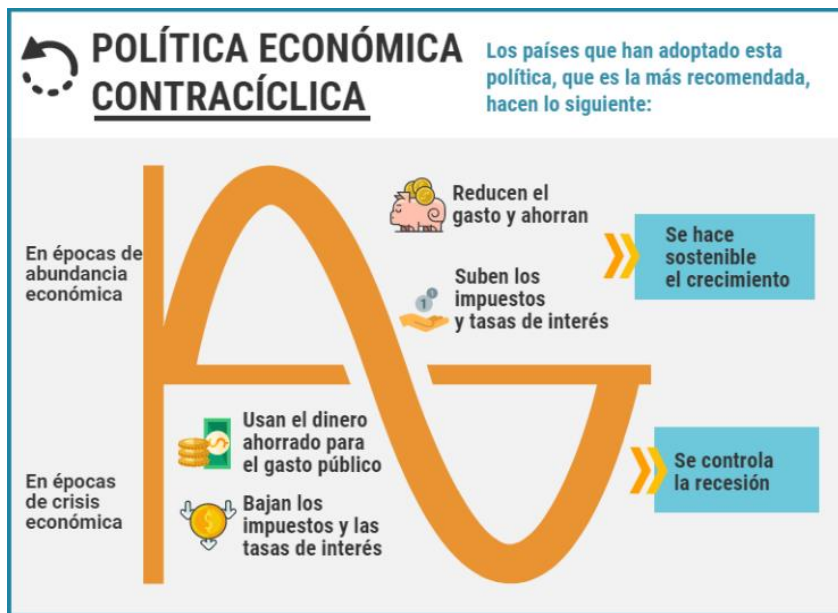 POLÍTICA ECONÓMICA
CONTRACÍCLICA
Los países que han adoptado esta
política, que es la más recomendada,
hacen lo siguiente:
En épocas de
abundancia
económica
Reducen el
gasto y ahorran
Suben los
impuestos
y tasas de interés
Se hace
sostenible
el crecimiento
En épocas
de crisis
económica
Usan el dinero
ahorrado para
el gasto público
Bajan los
impuestos y las
tasas de interés
Se controla
la recesión